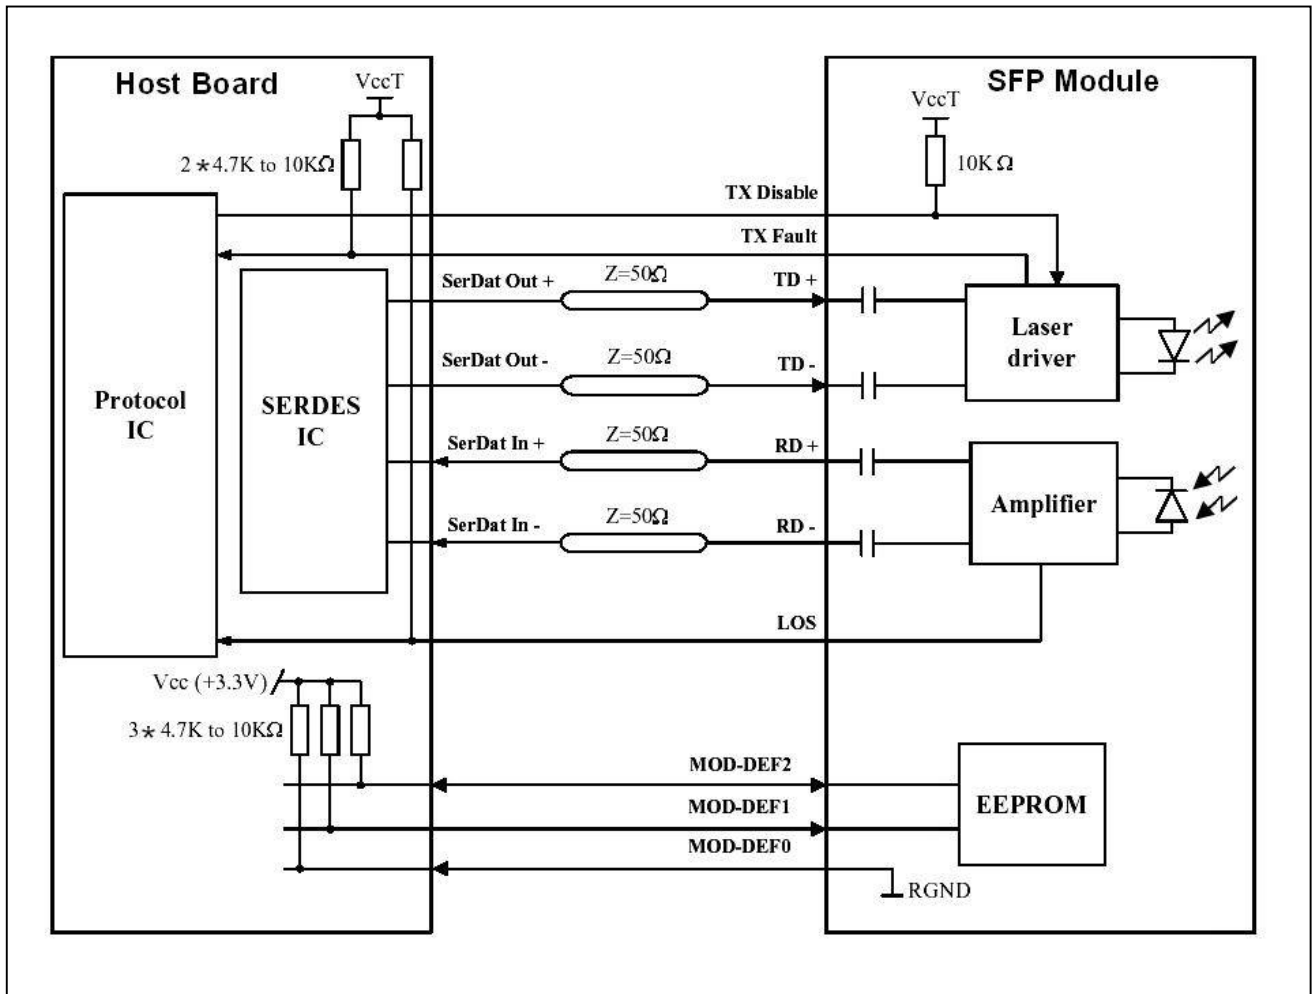 Host Board
SFP Module
VccT
VccT
2*4.7K to 10KΩ
10KΩ
TX Disable
TX Fault
SerDat Out +
Z=50Ω
TD +
Laser
driver
SerDat Out -
Z=50Ω
TD -
Protocol
IC
SERDES
IC
SerDat In +
Z=50Ω
RD +
Amplifier
SerDat In -
Z=50Ω
RD -
LOS
Vcc (+3.3V)
3*4.7K to 10KΩ
MOD-DEF2
EEPROM
MOD-DEF1
MOD-DEF0
RGND